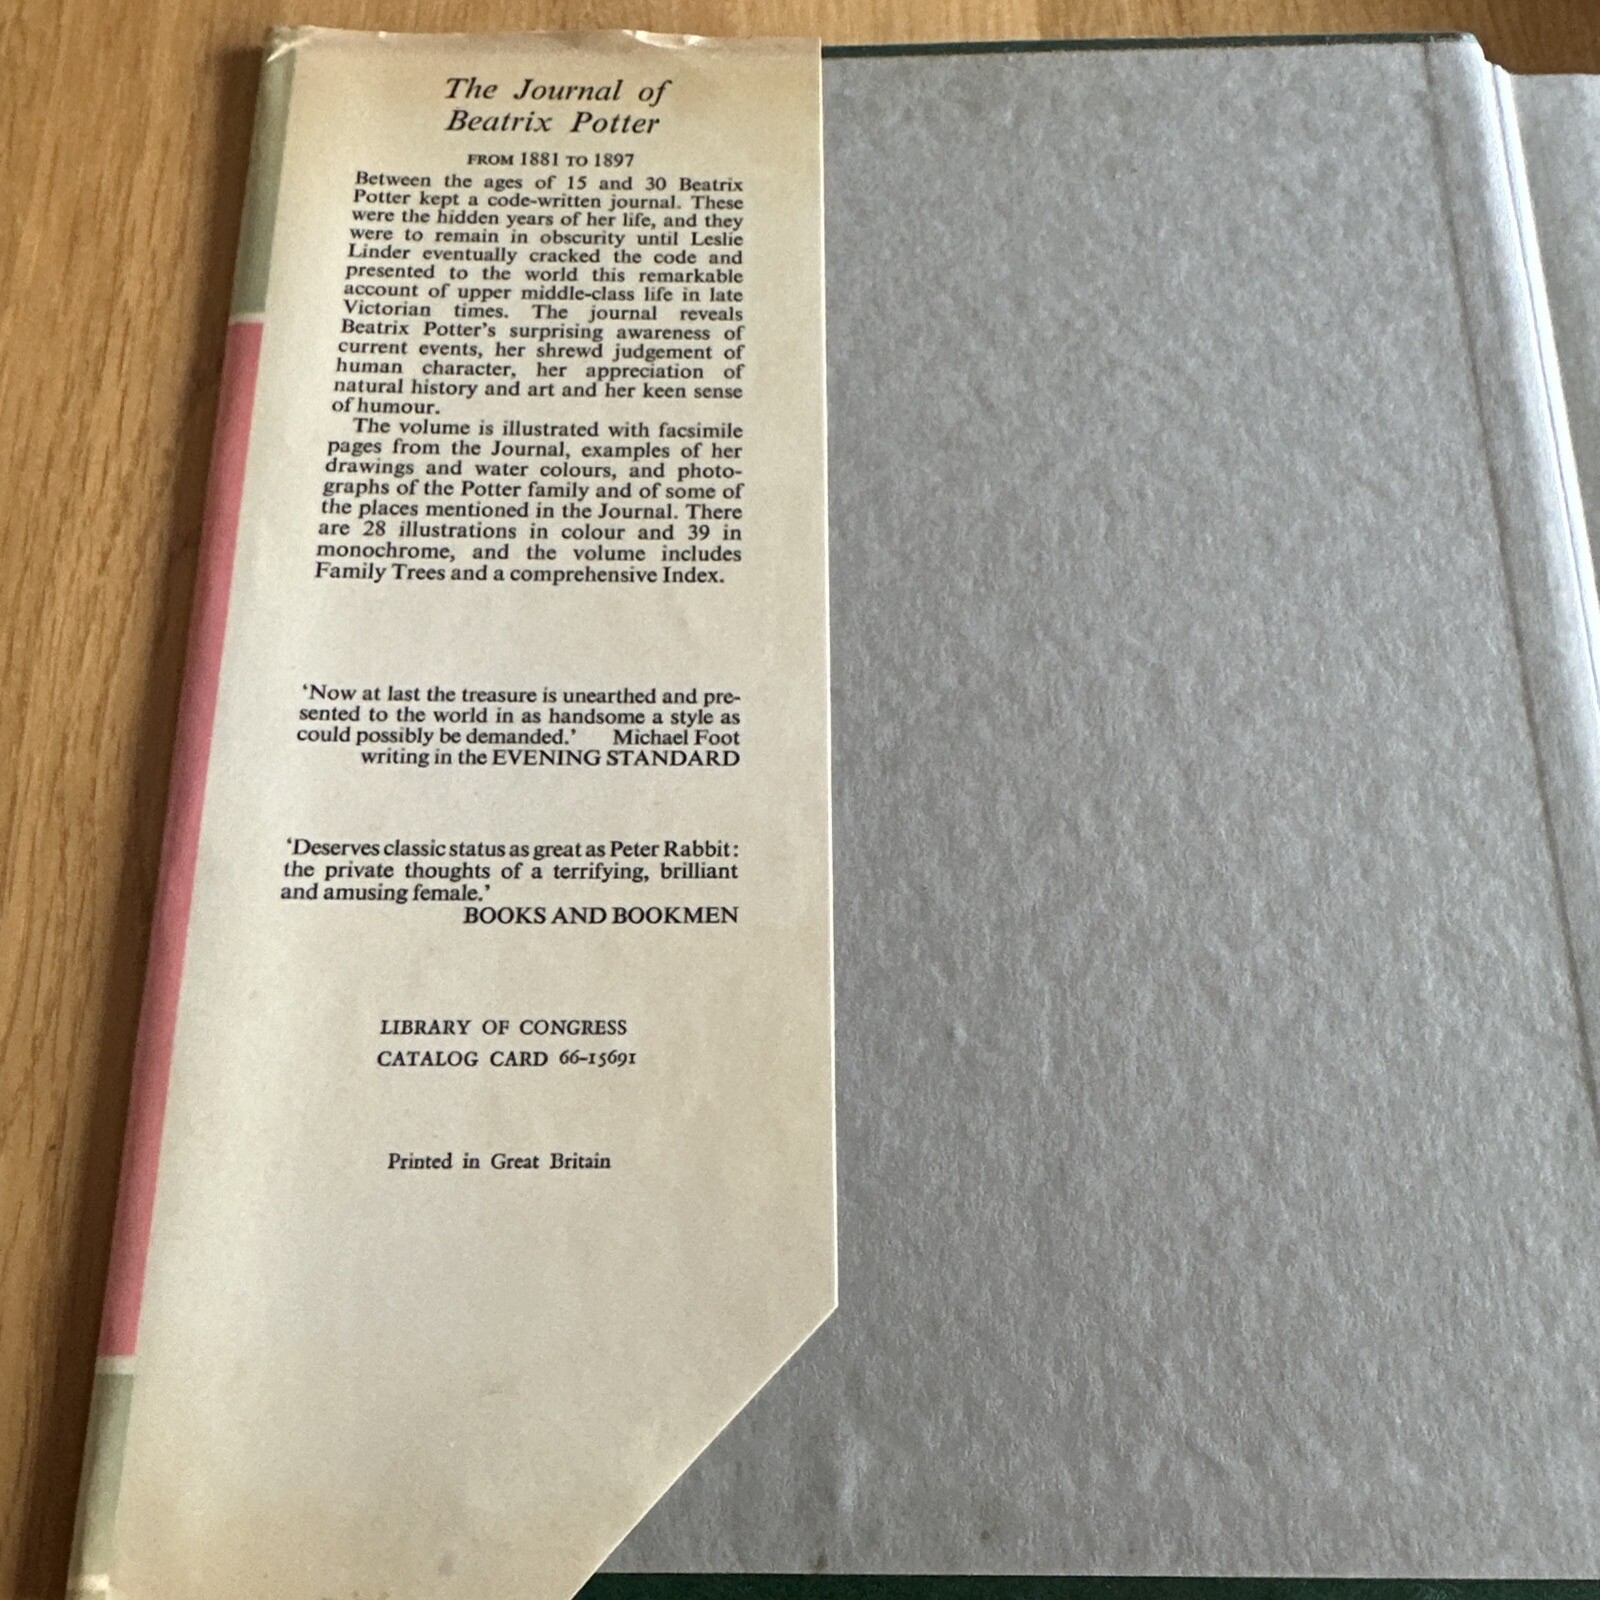 The Journal of
Beatrix Potter
FROM 1881 TO 1897
Between the ages of 15 and 30 Beatrix
Potter kept a code-written journal. These
were the hidden years of her life, and they
were to remain in obscurity until Leslie
Linder eventually cracked the code and
presented to the world this remarkable
account of upper middle-class life in late
Victorian times. The journal reveals
Beatrix Potter's surprising awareness of
current events, her shrewd judgement of
human character, her appreciation of
natural history and art and her keen sense
of humour.
The volume is illustrated with facsimile
pages from the Journal, examples of her
drawings and water colours, and photo-
graphs of the Potter family and of some of
the places mentioned in the Journal. There
are 28 illustrations in colour and 39 in
monochrome, and the volume includes
Family Trees and a comprehensive Index.
‘Now at last the treasure is unearthed and pre-
sented to the world in as handsome a style as
could possibly be demanded.’ Michael Foot
writing in the EVENING STANDARD
‘Deserves classic status as great as Peter Rabbit:
the private thoughts of a terrifying, brilliant
and amusing female.’
BOOKS AND BOOKMEN
LIBRARY OF CONGRESS
CATALOG CARD 66-15691
Printed in Great Britain